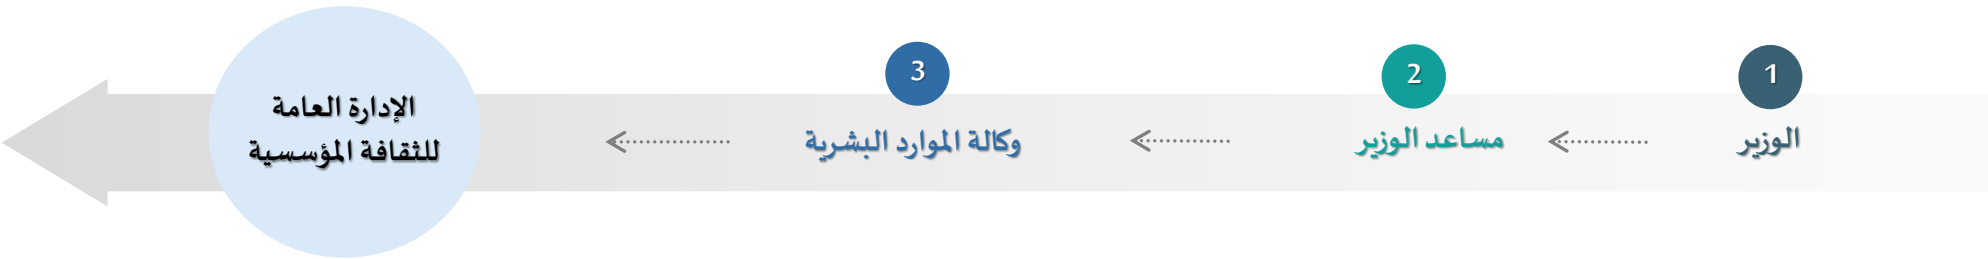 1
الوزير
2
مساعد الوزير
3
وكالة الموارد البشرية
الإدارة العامة
للثقافة المؤسسية